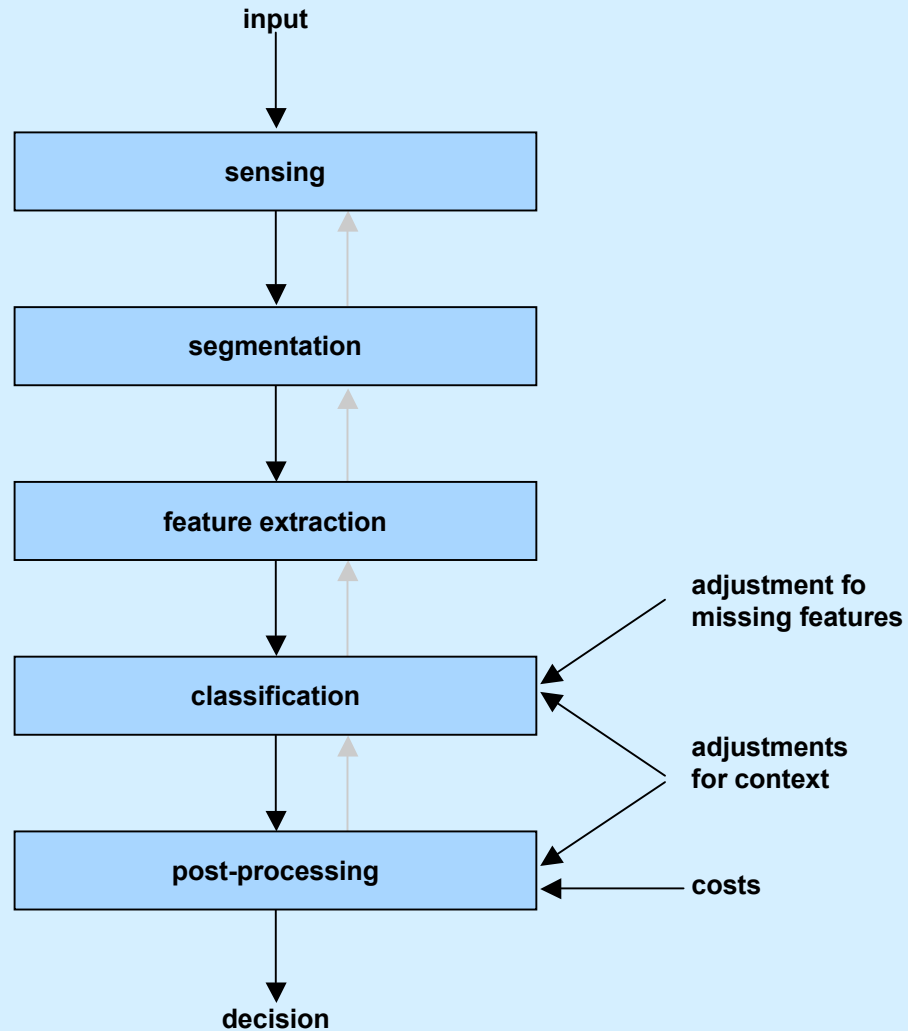 input
sensing
segmentation
feature extraction
adjustment fo
missing features
classification
adjustments
for context
post-processing
costs
decision